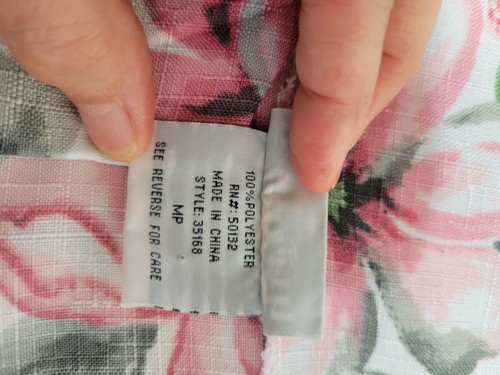 100%POLYESTER
RN#: 50132
MADE IN CHINA
STYLE: 35168
MP
SEE REVERSE FOR CARE